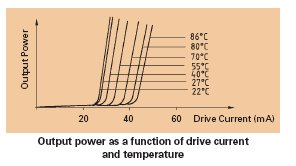 Output Power
86°C
80°C
70°C
55°C
40°C
27°C
22°C
20
40
60
Drive Current (mA)
Output power as a function of drive current
and temperature